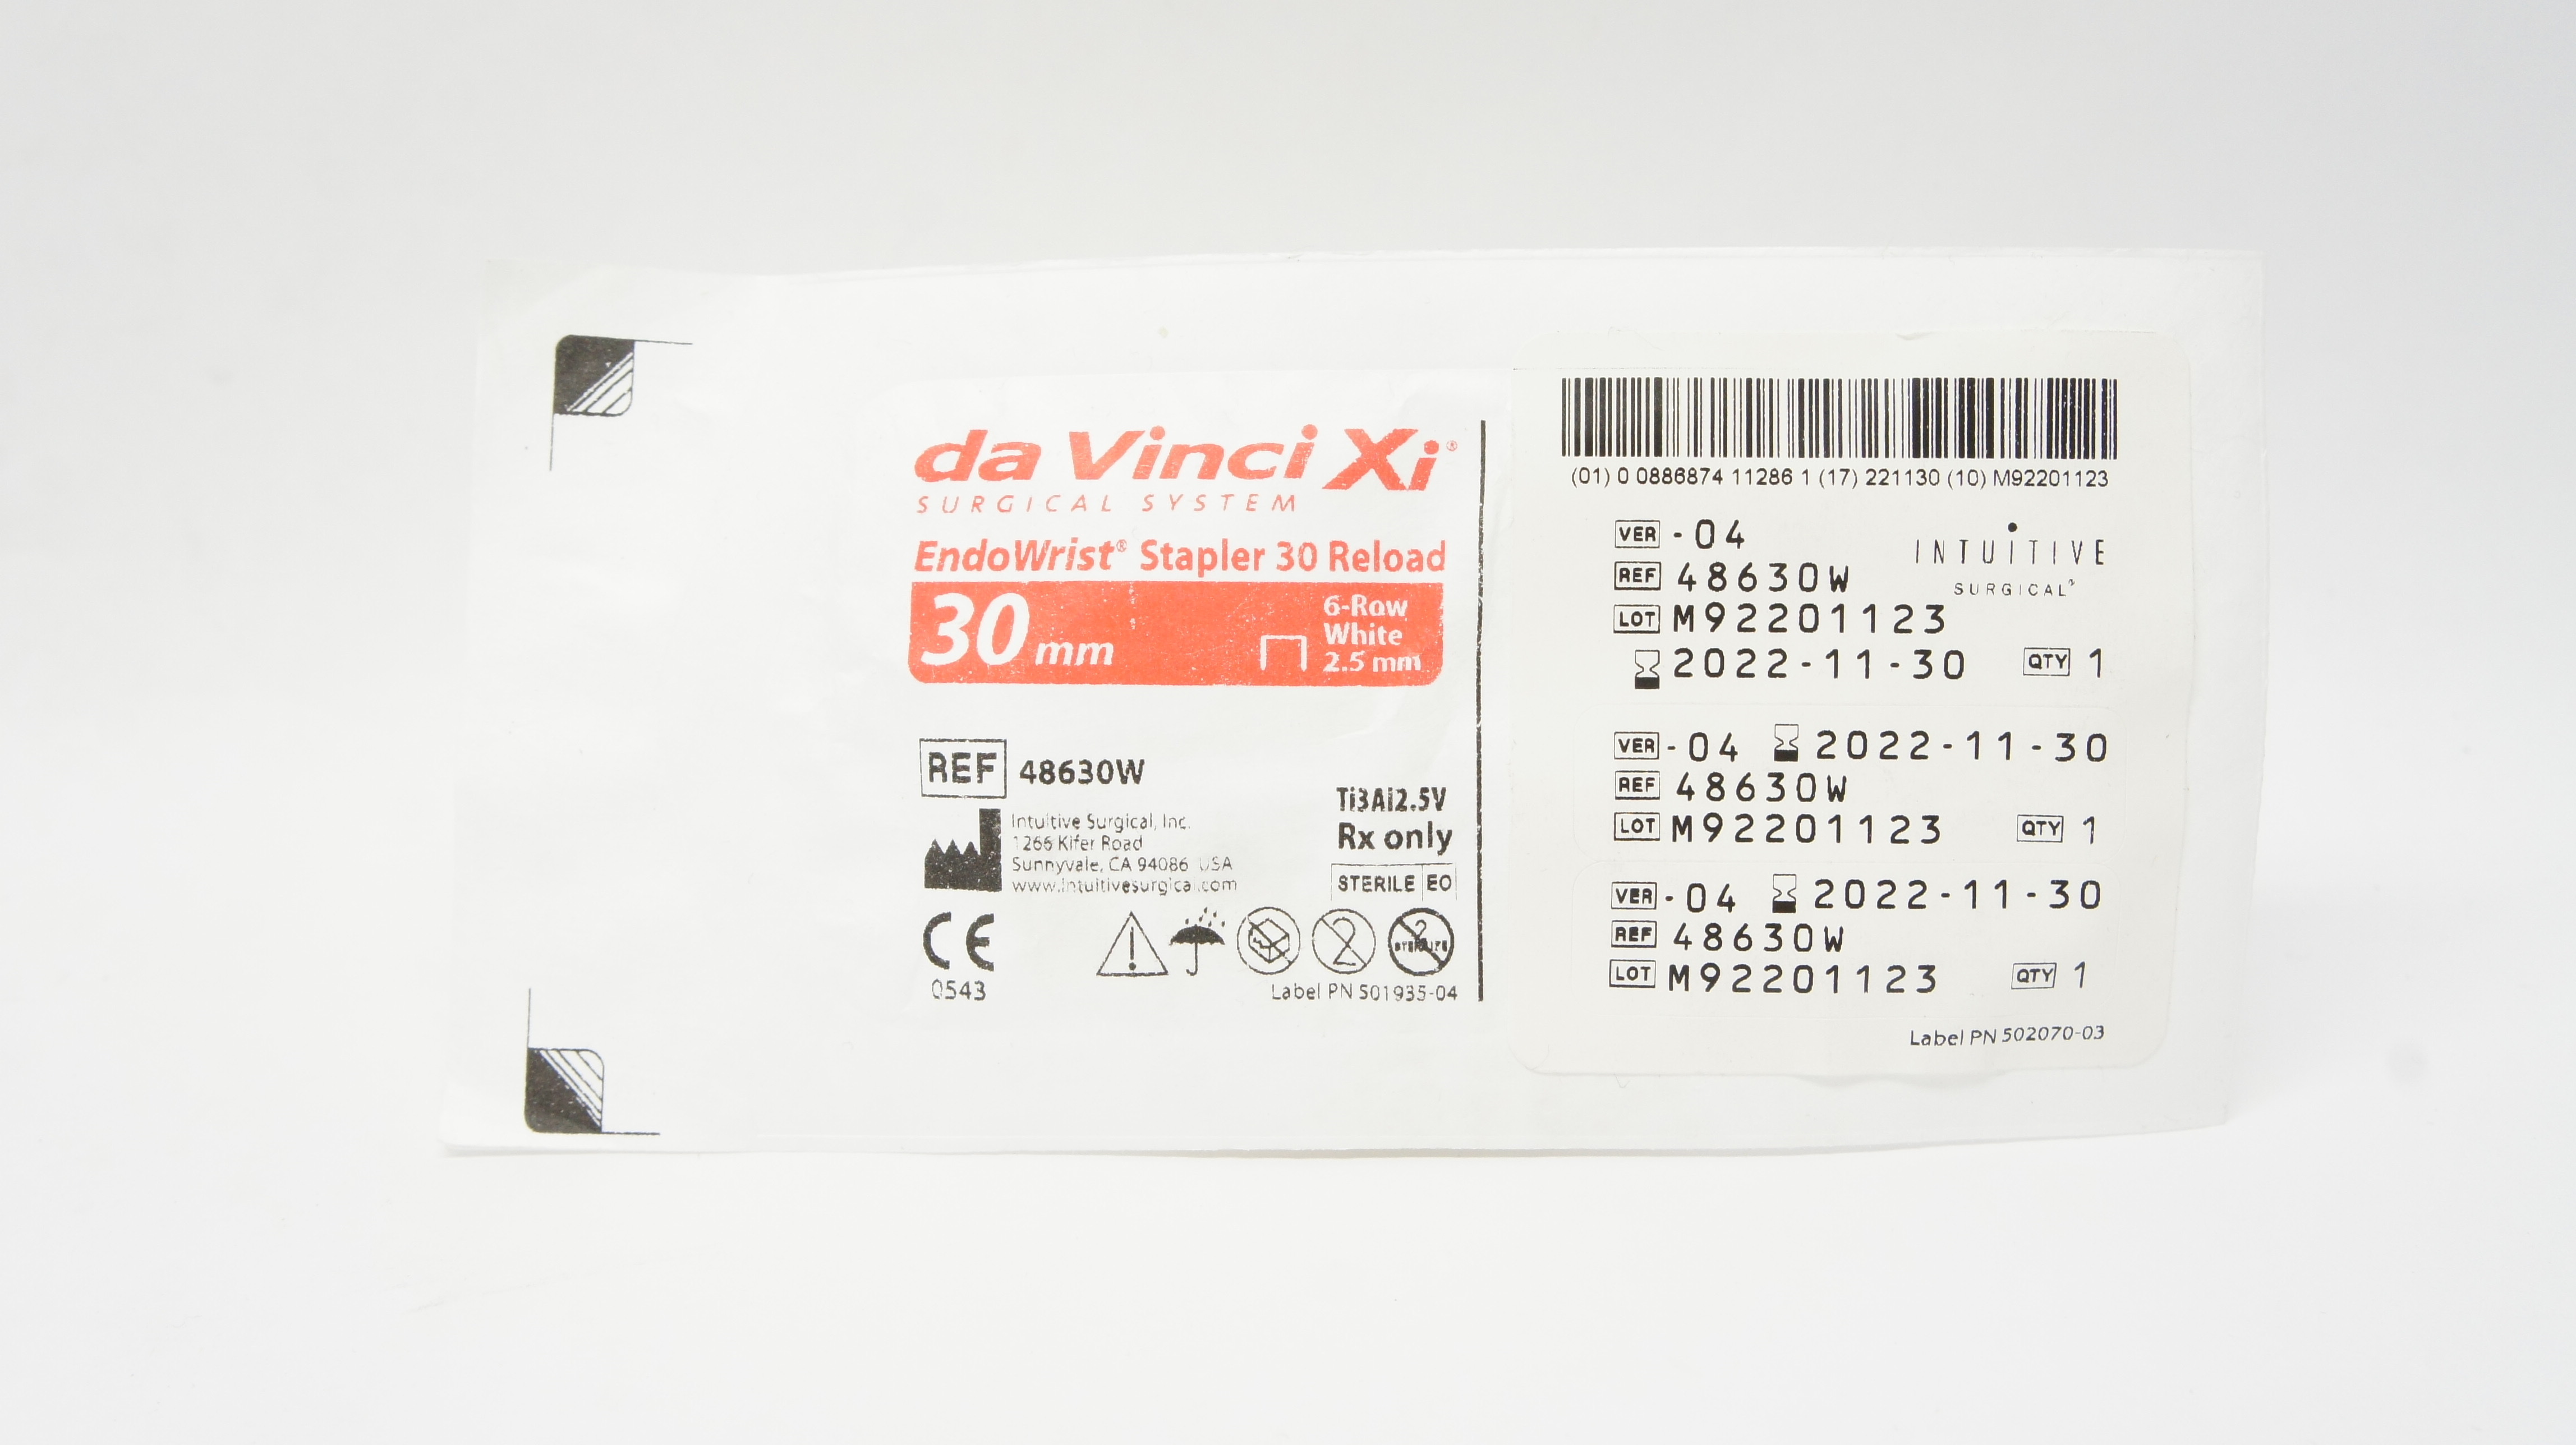 da Vinci Xi®
SURGICAL SYSTEM
EndoWrist® Stapler 30 Reload
30 mm
6-Row
White
2.5 mm
REF 48630W
Intuitive Surgical, Inc.
1266 Kifer Road
Sunnyvale, CA 94086 USA
www.intuitivesurgical.com
Ti3Al2.5V
Rx only
STERILE EO
CE
0543
2
2
STERILIZE
Label PN 501935-04
(01) 0 0886874 11286 1 (17) 221130 (10) M92201123
VER -04
INTUITIVE
SURGICAL®
REF 48630W
LOT M92201123
2022-11-30 QTY 1
VER -04 2022-11-30
REF 48630W
LOT M92201123 QTY 1
VER -04 2022-11-30
REF 48630W
LOT M92201123 QTY 1
Label PN 502070-03